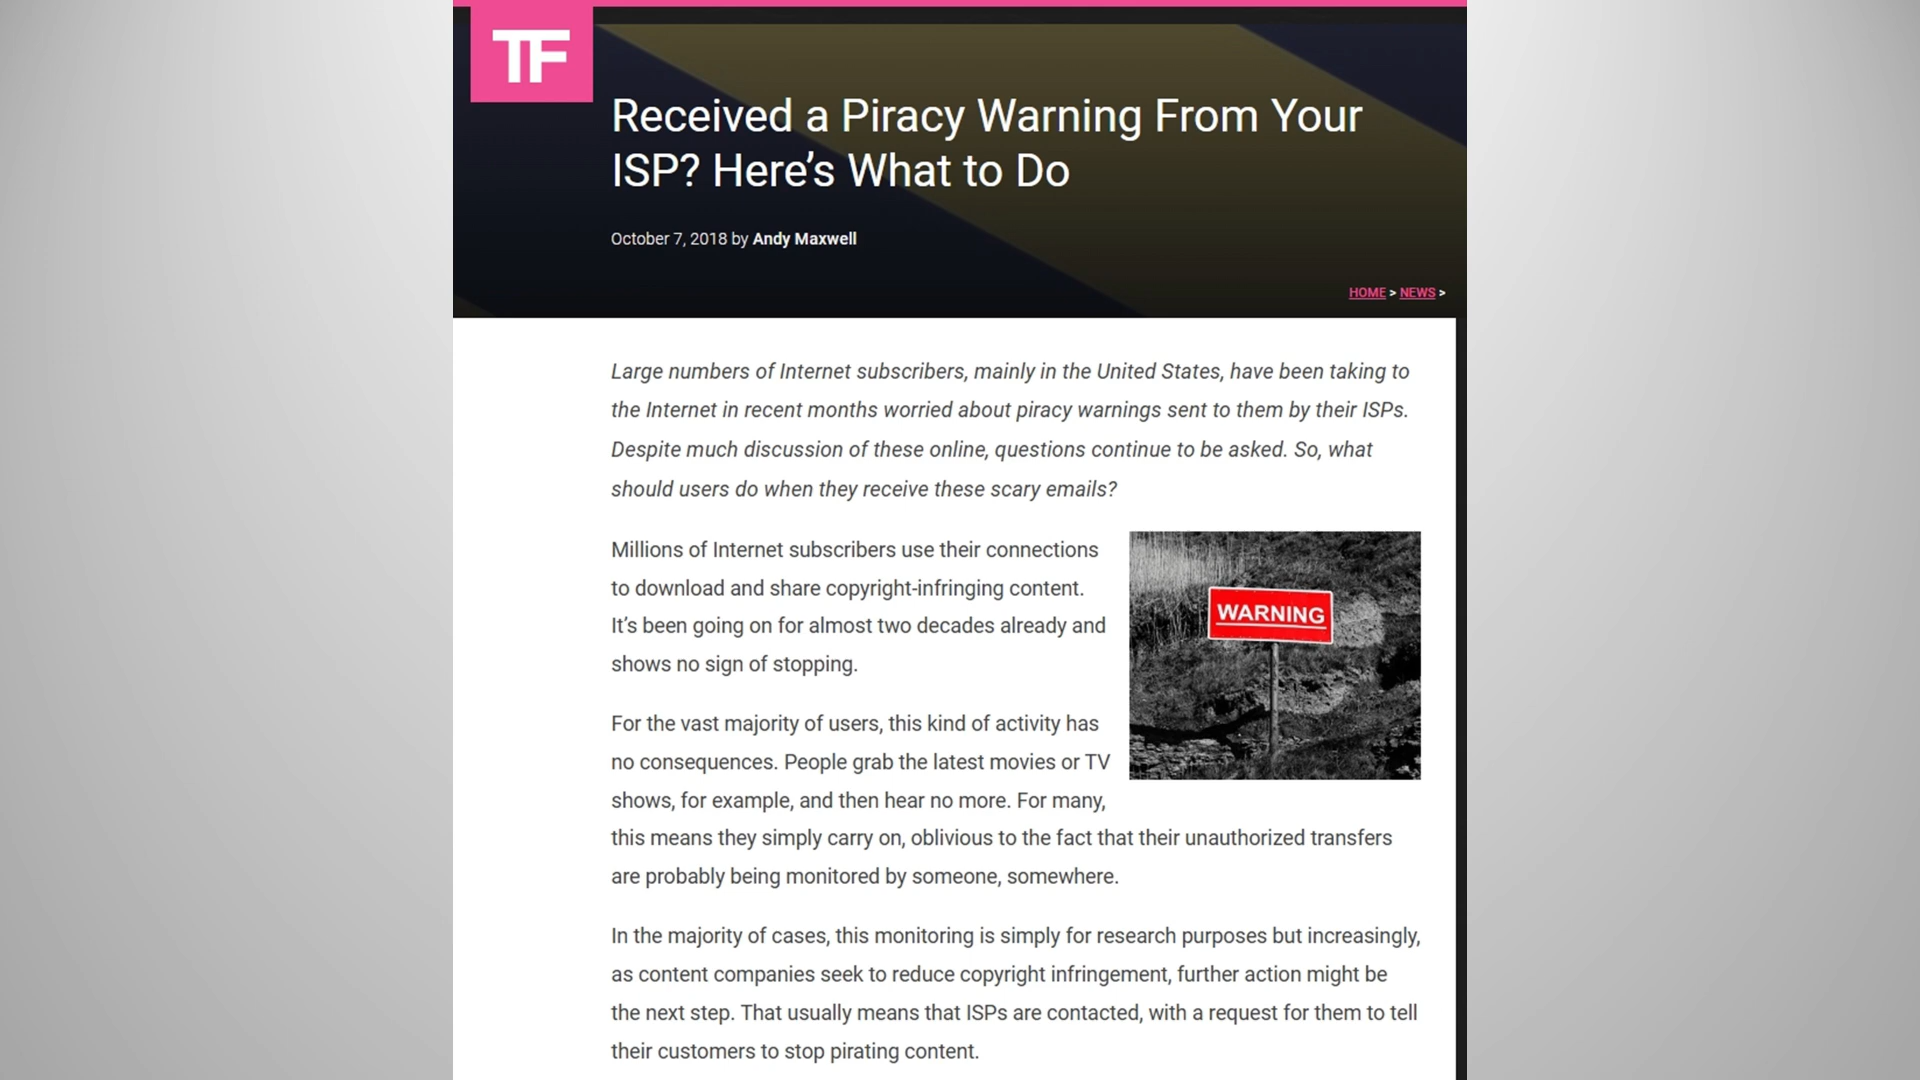 TF
Received a Piracy Warning From Your
ISP? Here’s What to Do
October 7, 2018 by Andy Maxwell
HOME > NEWS >
Large numbers of Internet subscribers, mainly in the United States, have been taking to
the Internet in recent months worried about piracy warnings sent to them by their ISPs.
Despite much discussion of these online, questions continue to be asked. So, what
should users do when they receive these scary emails?
Millions of Internet subscribers use their connections
to download and share copyright-infringing content.
It’s been going on for almost two decades already and
shows no sign of stopping.
WARNING
For the vast majority of users, this kind of activity has
no consequences. People grab the latest movies or TV
shows, for example, and then hear no more. For many,
this means they simply carry on, oblivious to the fact that their unauthorized transfers
are probably being monitored by someone, somewhere.
In the majority of cases, this monitoring is simply for research purposes but increasingly,
as content companies seek to reduce copyright infringement, further action might be
the next step. That usually means that ISPs are contacted, with a request for them to tell
their customers to stop pirating content.